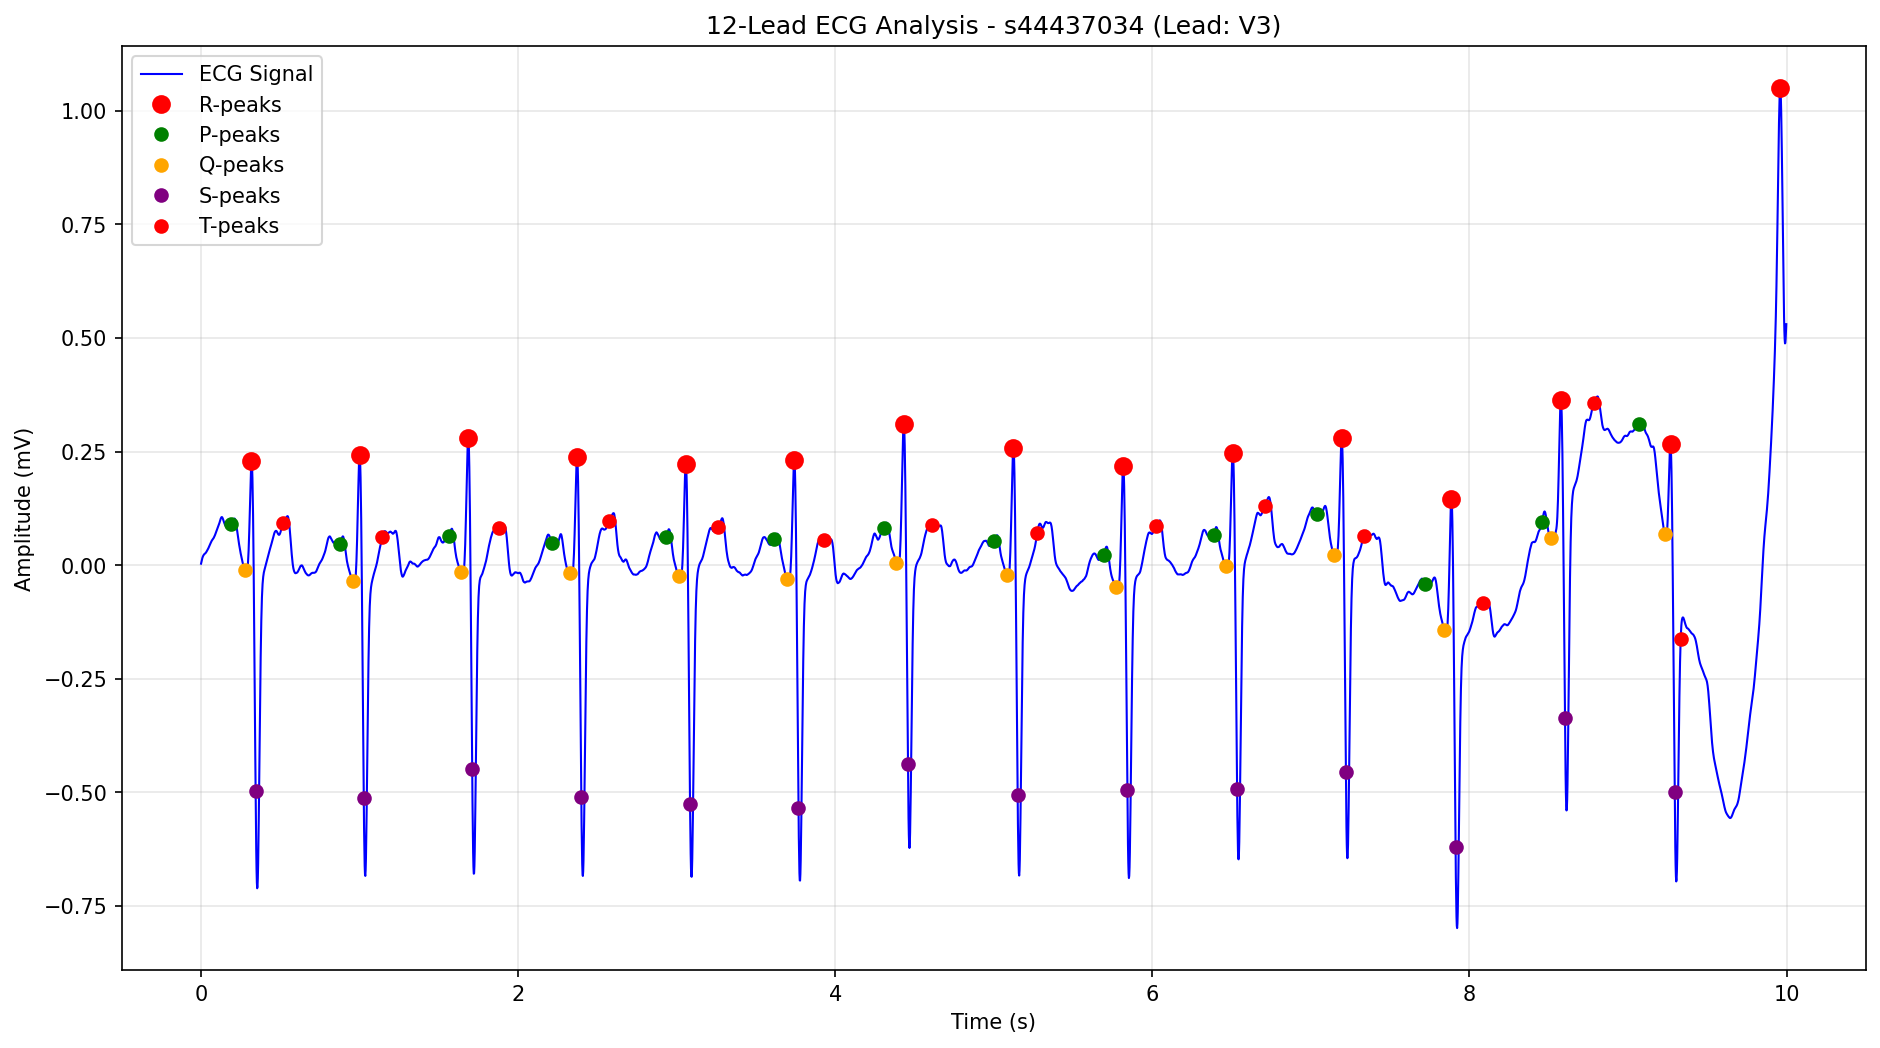 12-Lead ECG Analysis - s44437034 (Lead: V3)
ECG Signal
R-peaks
P-peaks
Q-peaks
S-peaks
T-peaks
Amplitude (mV)
1.00
0.75
0.50
0.25
0.00
−0.25
−0.50
−0.75
0 2 4 6 8 10
Time (s)